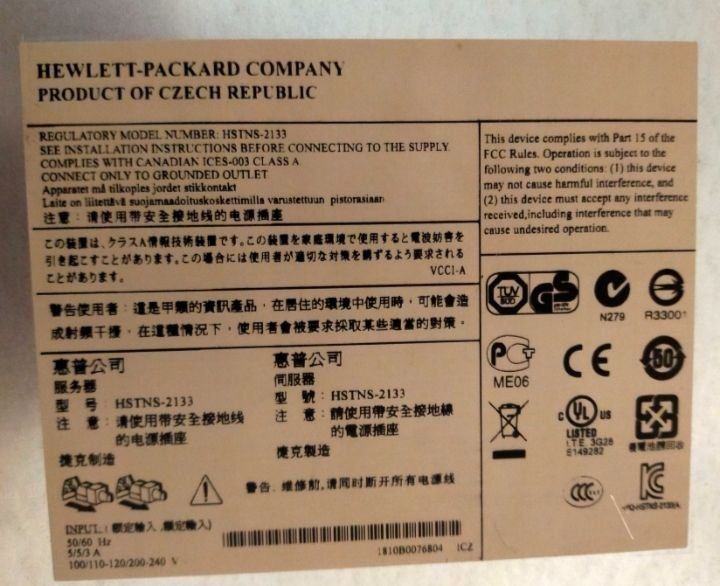 HEWLETT-PACKARD COMPANY
PRODUCT OF CZECH REPUBLIC
REGULATORY MODEL NUMBER: HSTNS-2133
SEE INSTALLATION INSTRUCTIONS BEFORE CONNECTING TO THE SUPPLY.
COMPLIES WITH CANADIAN ICES-003 CLASS A
CONNECT ONLY TO GROUNDED OUTLET
Apparatet må tilkoples jordet stikkontakt
Laite on liitettävä suojamaadoituskoskettimilla varustettuun pistorasiaan
注意：请使用带安全接地线的电源插座
This device complies with Part 15 of the
FCC Rules. Operation is subject to the
following two conditions: (1) this device
may not cause harmful interference, and
(2) this device must accept any interference
received,including interference that may
cause undesired operation.
この装置は、クラスA情報技術装置です。この装置を家庭環境で使用すると電波妨害を
引き起こすことがあります。この場合には使用者が適切な対策を講ずるよう要求される
ことがあります。 VCCI-A
警告使用者：這是甲類的資訊產品，在居住的環境中使用時，可能會造
成射頻干擾，在這種情況下，使用者會被要求採取某些適當的對策。
惠普公司
服务器
型 号：HSTNS-2133
注 意：请使用带安全接地线
的电源插座
捷克制造
惠普公司
伺服器
型 號：HSTNS-2133
注 意：請使用帶安全接地線
的電源插座
捷克製造
警告. 维修前,请同时断开所有电源线
INPUT. ( 額定輸入 ,额定输入)
50/60 Hz
5/5/3 A
100/110-120/200-240 V
1810B0076804 1CZ
TUV
GS
N279
R33001
ME06
CE
50
C UL US
LISTED
I.T.E. 3G28
E149282
廢電池請回收
CCC